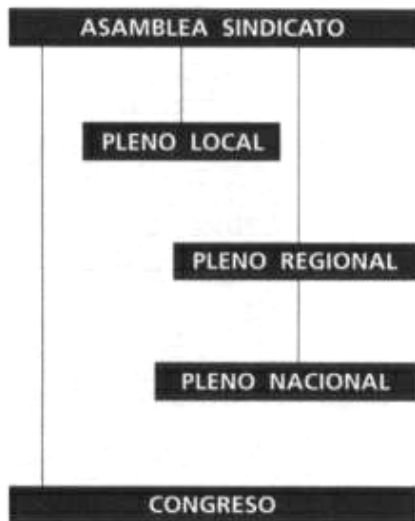 ASAMBLEA SINDICATO
PLENO LOCAL
PLENO REGIONAL
PLENO NACIONAL
CONGRESO